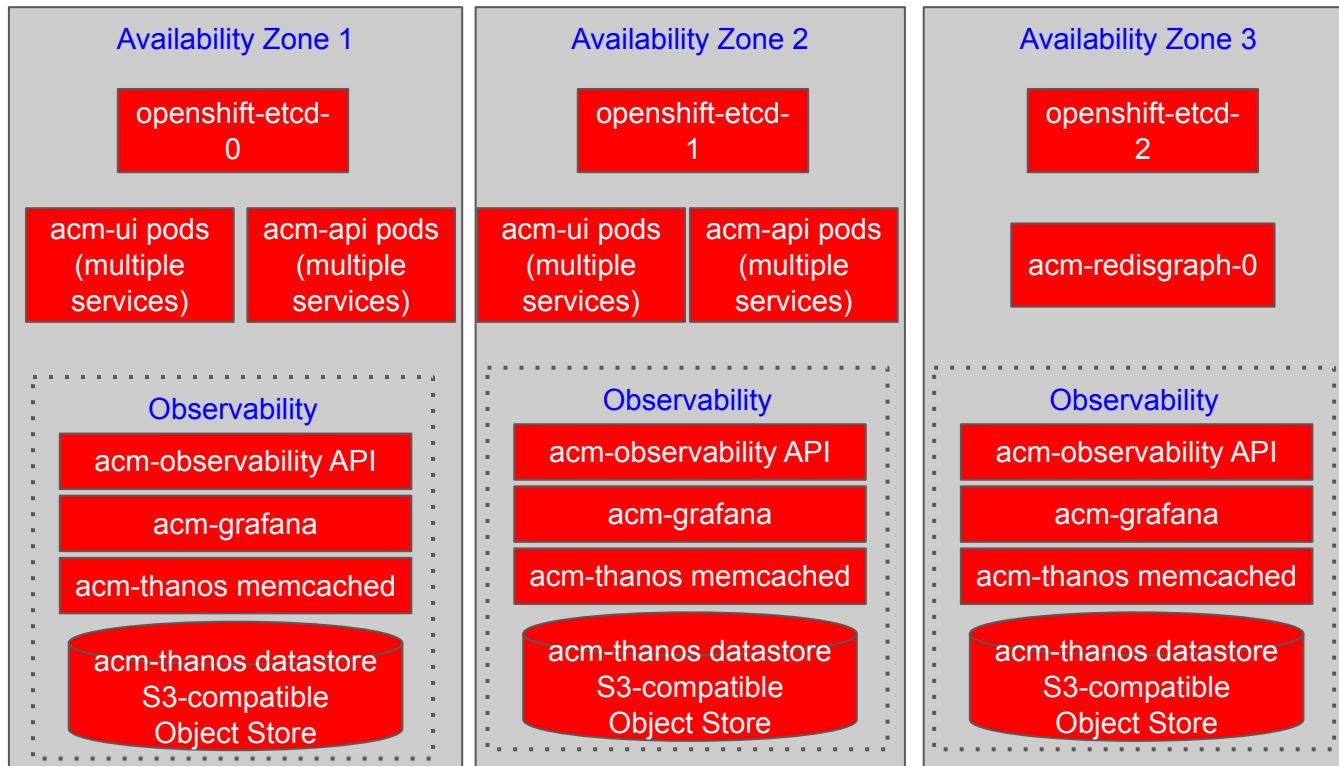 Availability Zone 1
openshift-etcd-
0
acm-ui pods
(multiple
services)
acm-api pods
(multiple
services)
Observability
acm-observability API
acm-grafana
acm-thanos memcached
acm-thanos datastore
S3-compatible
Object Store
Availability Zone 2
openshift-etcd-
1
acm-ui pods
(multiple
services)
acm-api pods
(multiple
services)
Observability
acm-observability API
acm-grafana
acm-thanos memcached
acm-thanos datastore
S3-compatible
Object Store
Availability Zone 3
openshift-etcd-
2
acm-redisgraph-0
Observability
acm-observability API
acm-grafana
acm-thanos memcached
acm-thanos datastore
S3-compatible
Object Store